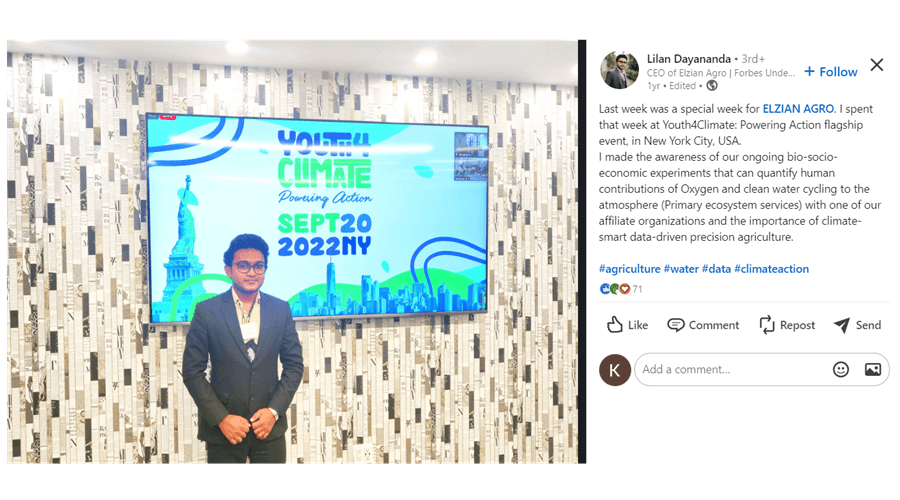 YOUTH4
CLIMATE
Powering Action
SEPT20
2022NY
Lilan Dayananda • 3rd+
CEO of Elzian Agro | Forbes Unde...
1yr • Edited •
+ Follow
Last week was a special week for ELZIAN AGRO. I spent
that week at Youth4Climate: Powering Action flagship
event, in New York City, USA.
I made the awareness of our ongoing bio-socio-
economic experiments that can quantify human
contributions of Oxygen and clean water cycling to the
atmosphere (Primary ecosystem services) with one of our
affiliate organizations and the importance of climate-
smart data-driven precision agriculture.
#agriculture #water #data #climateaction
71
Like Comment Repost Send
K Add a comment...